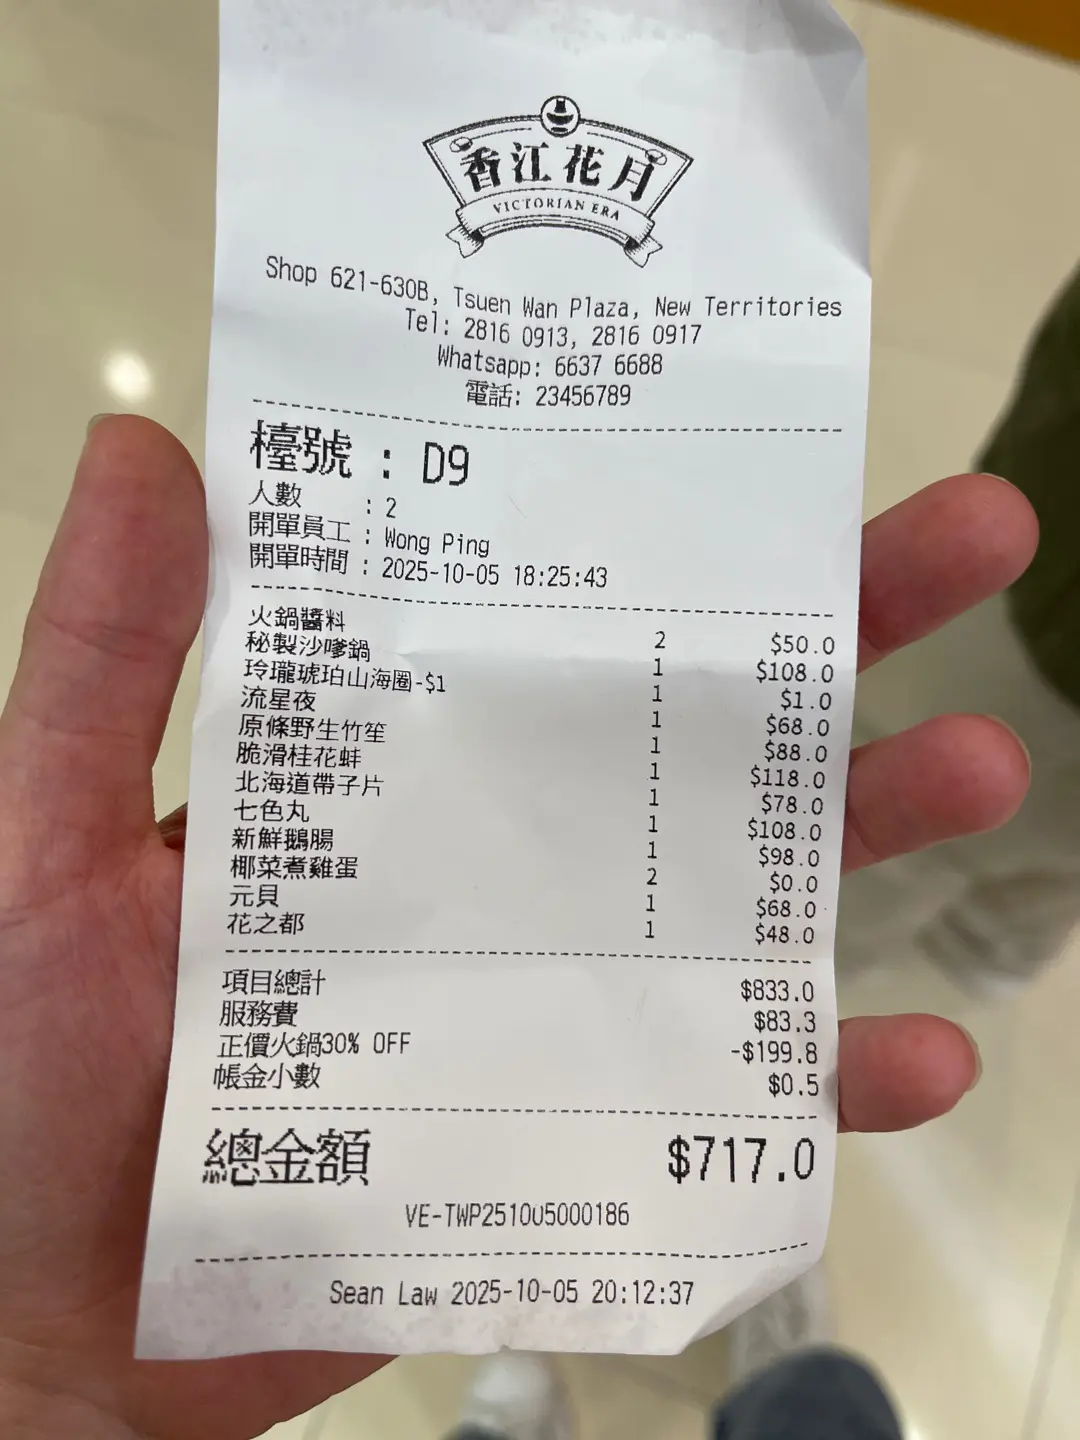 香江花月
VICTORIAN ERA
Shop 621-630B, Tsuen Wan Plaza, New Territories
Tel: 2816 0913, 2816 0917
Whatsapp: 6637 6688
電話: 23456789
檯號 : D9
人數 : 2
開單員工 : Wong Ping
開單時間 : 2025-10-05 18:25:43
火鍋醬料 2 $50.0
秘製沙嗲鍋 1 $108.0
玲瓏琥珀山海圈-$1 1 $1.0
流星夜 1 $68.0
原條野生竹笙 1 $88.0
脆滑桂花蚌 1 $118.0
北海道帶子片 1 $78.0
七色丸 1 $108.0
新鮮鵝腸 1 $98.0
椰菜煮雞蛋 2 $0.0
元貝 1 $68.0
花之都 1 $48.0
項目總計 $833.0
服務費 $83.3
正價火鍋30% OFF -$199.8
帳金小數 $0.5
總金額 $717.0
VE-TWP251005000186
Sean Law 2025-10-05 20:12:37